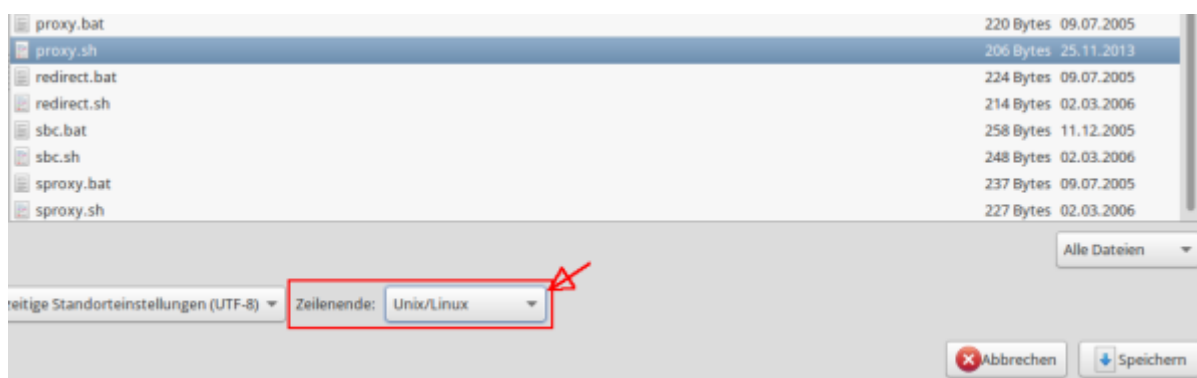 proxy.bat 220 Bytes 09.07.2005
proxy.sh 206 Bytes 25.11.2013
redirect.bat 224 Bytes 09.07.2005
redirect.sh 214 Bytes 02.03.2006
sbc.bat 258 Bytes 11.12.2005
sbc.sh 248 Bytes 02.03.2006
sproxy.bat 237 Bytes 09.07.2005
sproxy.sh 227 Bytes 02.03.2006
Alle Dateien
zeitige Standorteinstellungen (UTF-8) Zeilenende: Unix/Linux
Abbrechen Speichern